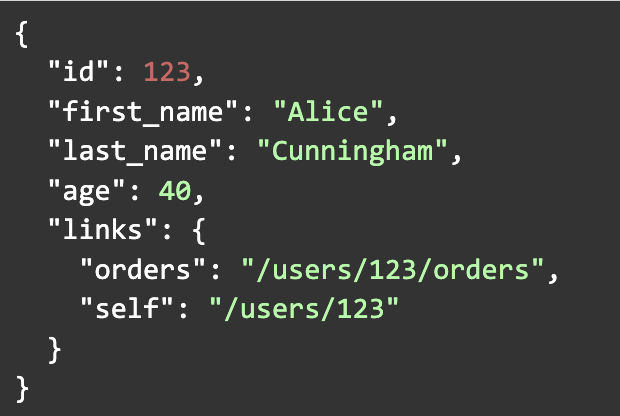 {
  "id": 123,
  "first_name": "Alice",
  "last_name": "Cunningham",
  "age": 40,
  "links": {
    "orders": "/users/123/orders",
    "self": "/users/123"
  }
}